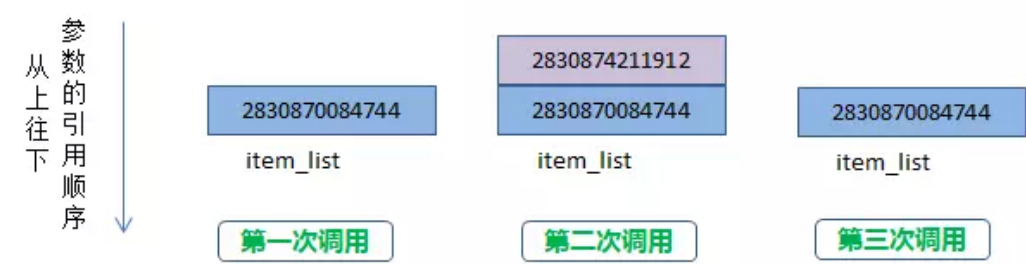 参数的引用顺序
从上往下
2830870084744
item_list
第一次调用
2830874211912
2830870084744
item_list
第二次调用
2830870084744
item_list
第三次调用